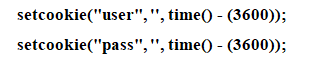 setcookie("user",'', time() - (3600));
setcookie("pass",'', time() - (3600));